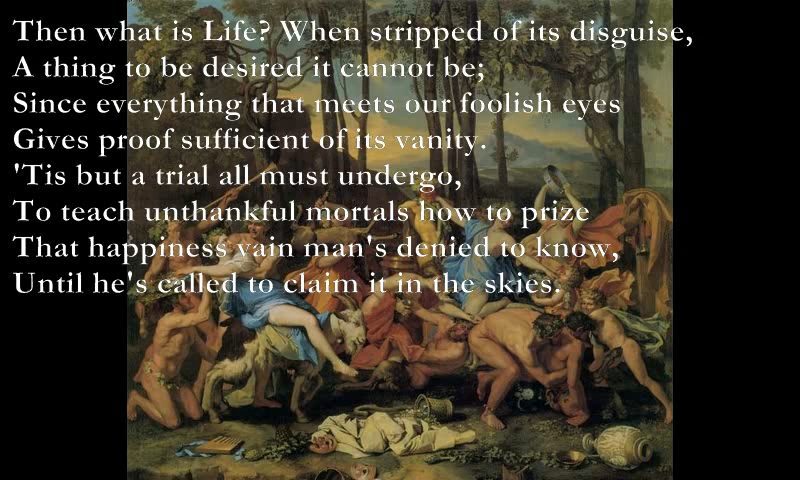 Then what is Life? When stripped of its disguise,
A thing to be desired it cannot be;
Since everything that meets our foolish eyes
Gives proof sufficient of its vanity.
'Tis but a trial all must undergo,
To teach unthankful mortals how to prize
That happiness vain man's denied to know,
Until he's called to claim it in the skies.